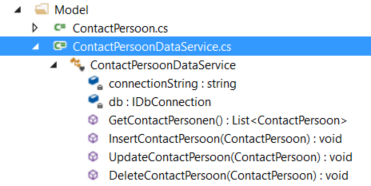 Model
ContactPersoon.cs
ContactPersoonDataService.cs
ContactPersoonDataService
connectionString : string
db : IDbConnection
GetContactPersonen() : List<ContactPersoon>
InsertContactPersoon(ContactPersoon) : void
UpdateContactPersoon(ContactPersoon) : void
DeleteContactPersoon(ContactPersoon) : void